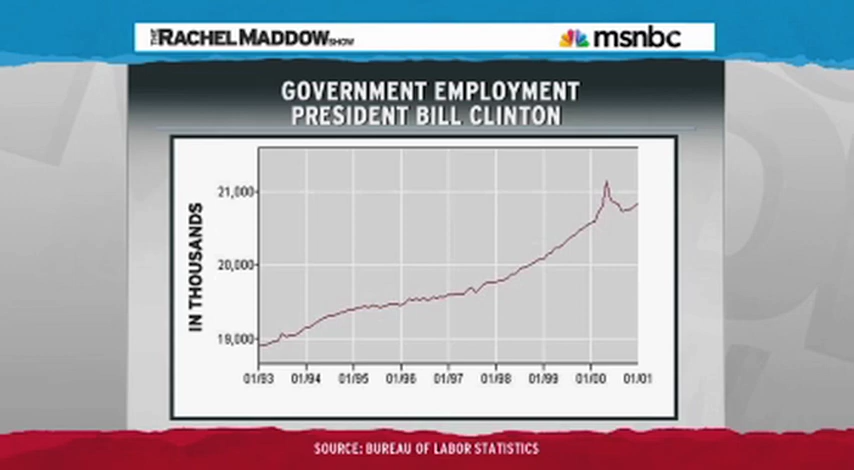 THE RACHEL MADDOW SHOW
msnbc
GOVERNMENT EMPLOYMENT
PRESIDENT BILL CLINTON
IN THOUSANDS
21,000
20,000
19,000
01/93 01/94 01/95 01/96 01/97 01/98 01/99 01/00 01/01
SOURCE: BUREAU OF LABOR STATISTICS